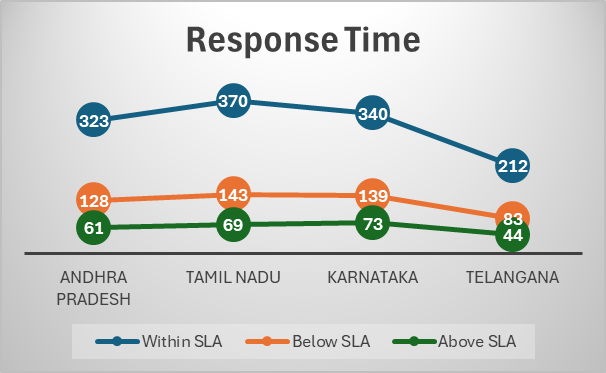 Response Time
323
370
340
212
128
143
139
83
61
69
73
44
ANDHRA
PRADESH
TAMIL NADU
KARNATAKA
TELANGANA
Within SLA
Below SLA
Above SLA